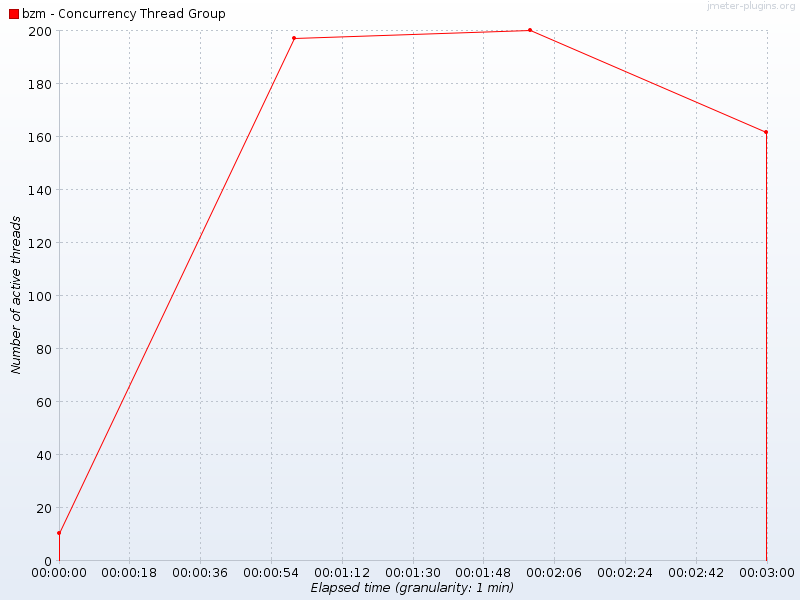 jmeter-plugins.org
bzm - Concurrency Thread Group
200
180
160
140
120
100
80
60
40
20
0
Number of active threads
00:00:00 00:00:18 00:00:36 00:00:54 00:01:12 00:01:30 00:01:48 00:02:06 00:02:24 00:02:42 00:03:00
Elapsed time (granularity: 1 min)